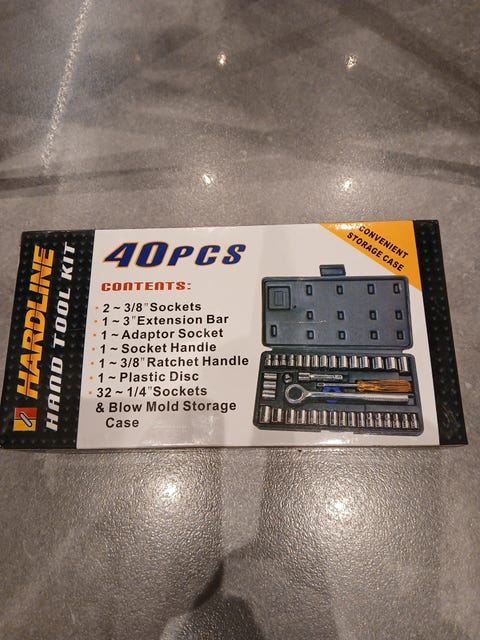 HARDLINE
HAND TOOL KIT
40PCS
CONVENIENT
STORAGE CASE
CONTENTS:
2 ~ 3/8" Sockets
1 ~ 3" Extension Bar
1 ~ Adaptor Socket
1 ~ Socket Handle
1 ~ 3/8" Ratchet Handle
1 ~ Plastic Disc
32 ~ 1/4" Sockets
& Blow Mold Storage
Case